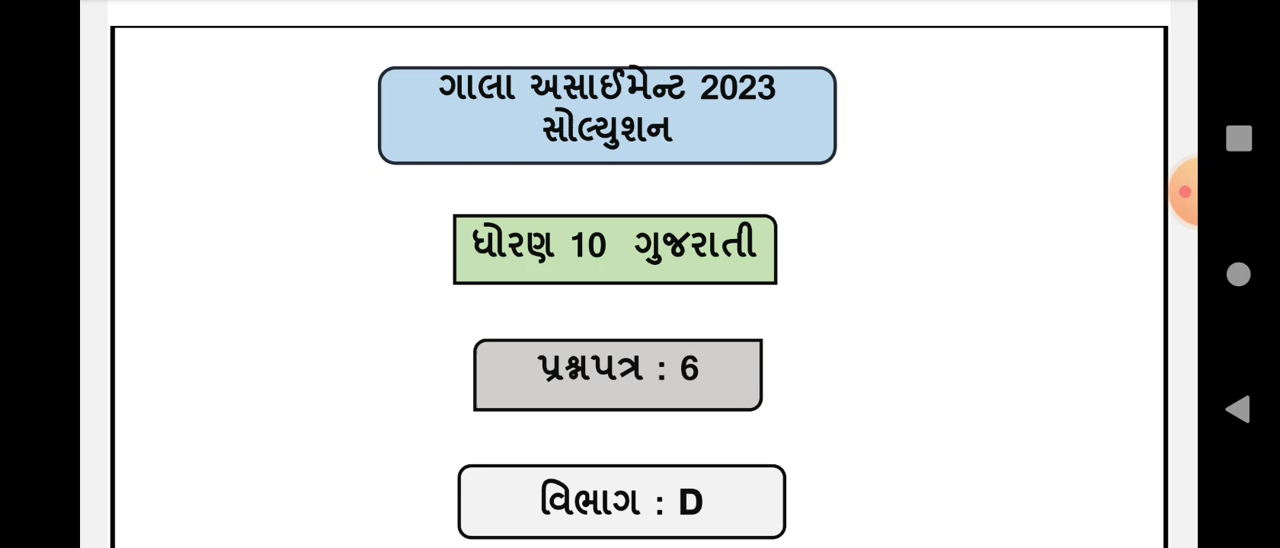 ગાલા અસાઈમેન્ટ 2023
સોલ્યુશન
ધોરણ 10 ગુજરાતી
પ્રશ્નપત્ર : 6
વિભાગ : D